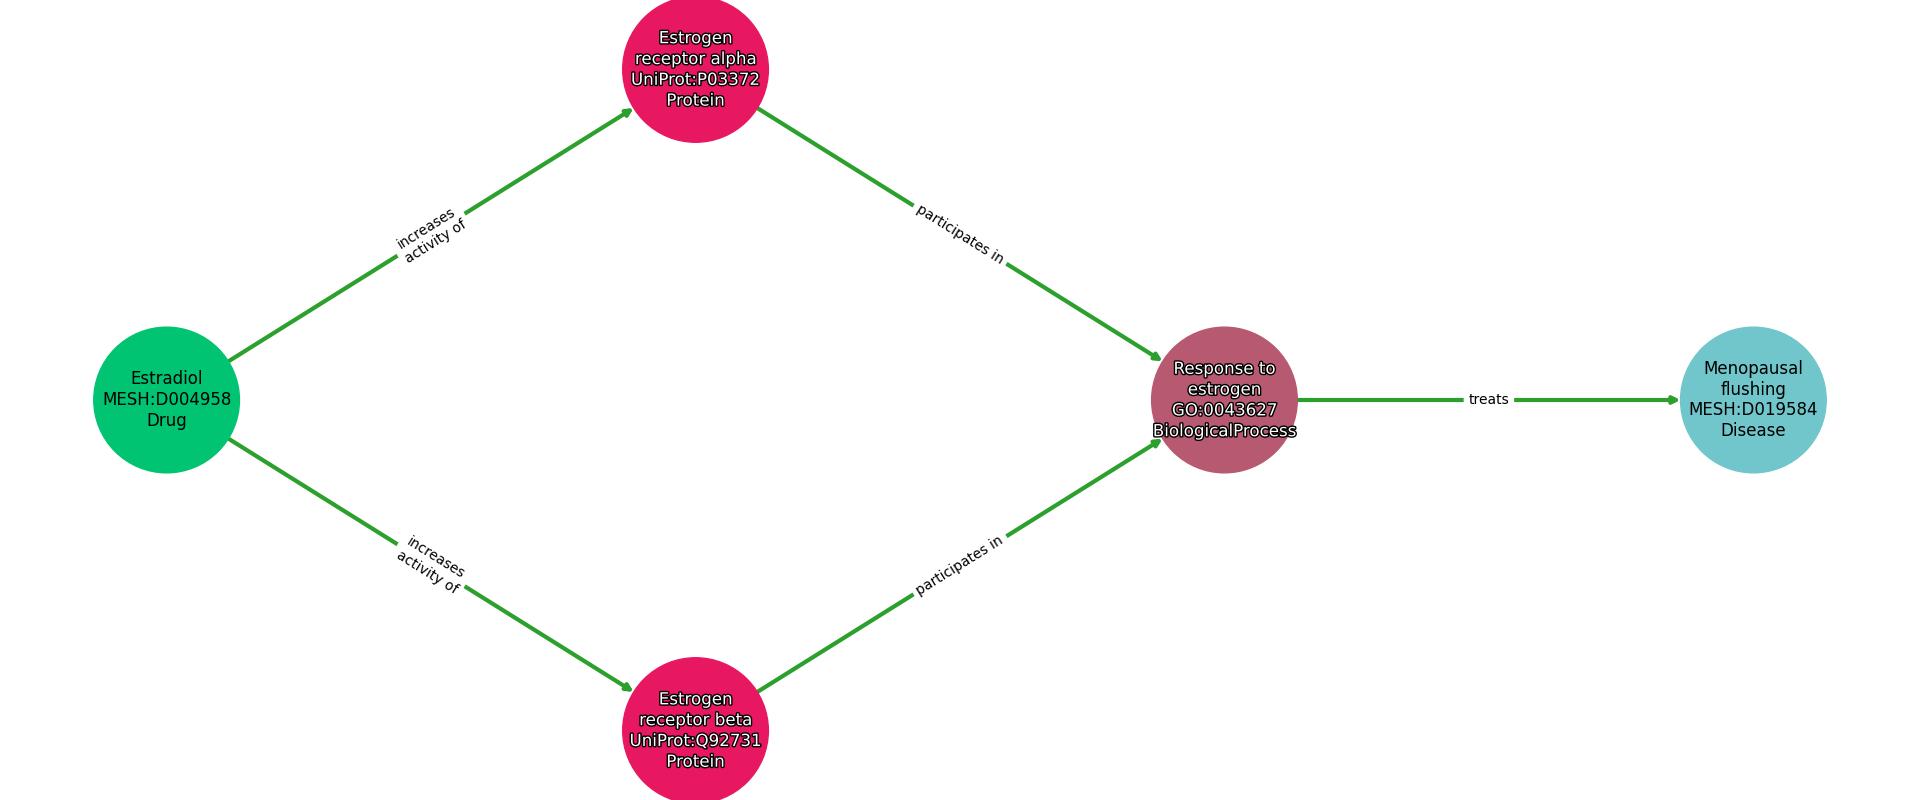 Estrogen
receptor alpha
UniProt:P03372
Protein
increases
activity of
participates in
Estradiol
MESH:D004958
Drug
Response to
estrogen
GO:0043627
BiologicalProcess
treats
Menopausal
flushing
MESH:D019584
Disease
increases
activity of
participates in
Estrogen
receptor beta
UniProt:Q92731
Protein